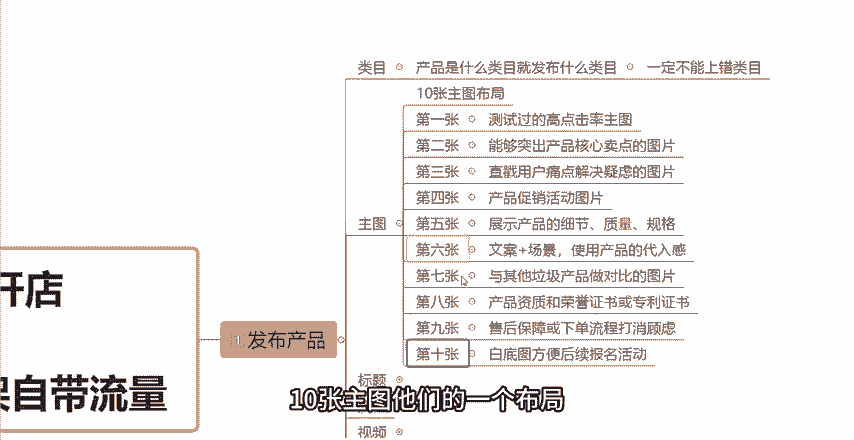 类目 产品是什么类目就发布什么类目 一定不能上错类目
10张主图布局
第一张 测试过的高点击率主图
第二张 能够突出产品核心卖点的图片
第三张 直戳用户痛点解决疑虑的图片
第四张 产品促销活动图片
主图 第五张 展示产品的细节、质量、规格
第六张 文案+场景，使用产品的代入感
第七张 与其他垃圾产品做对比的图片
第八张 产品资质和荣誉证书或专利证书
第九张 售后保障或下单流程打消顾虑
第十张 白底图方便后续报名活动
开店
1.发布产品
标题
自带流量
10张主图他们的一个布局
视频